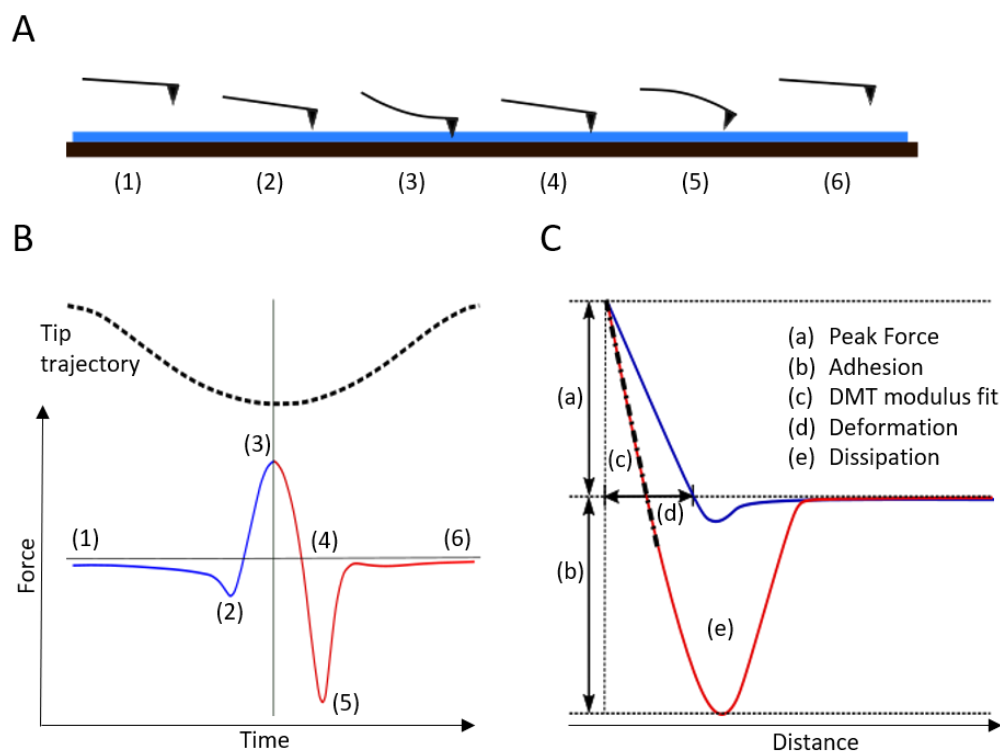 A
(1) (2) (3) (4) (5) (6)
B
Tip
trajectory
(3)
(1) (4) (6)
(2)
(5)
Force
Time
C
(a) Peak Force
(b) Adhesion
(c) DMT modulus fit
(d) Deformation
(e) Dissipation
(a)
(c)
(d)
(b)
(e)
Distance